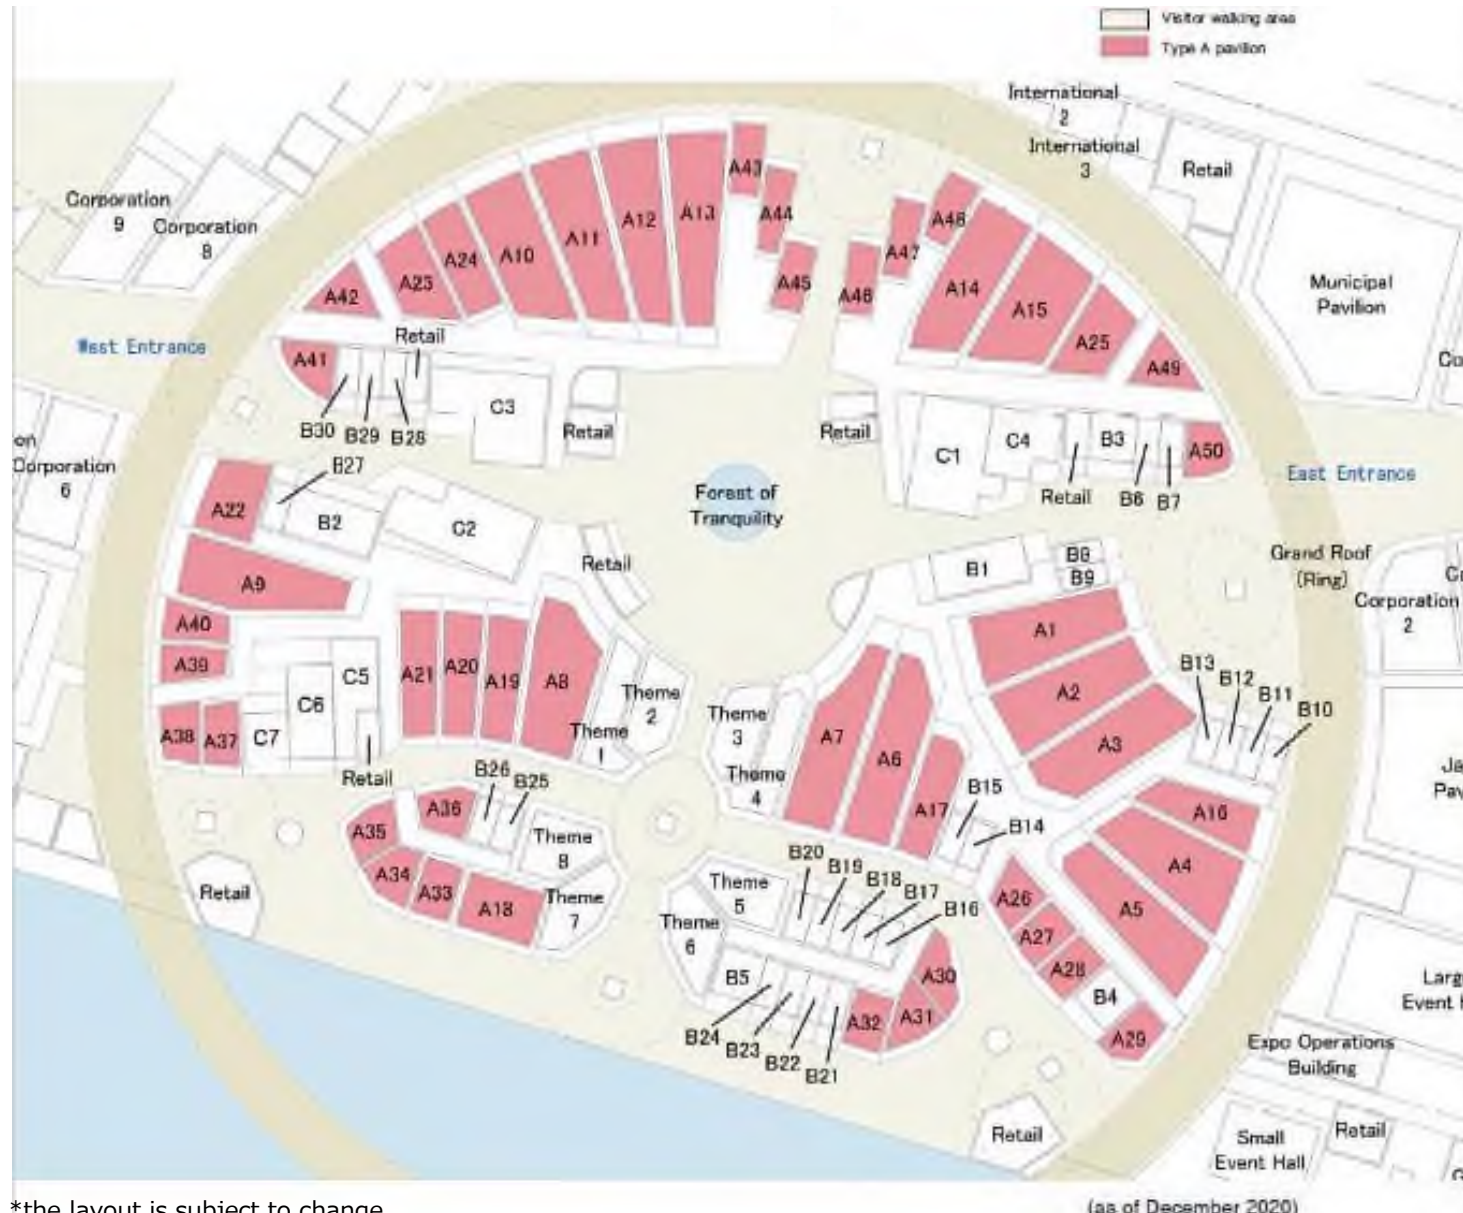 Visitor walking area
Type A pavilion
International
2
International
3
Retail
Corporation
9
Corporation
8
A43
A44
A45
A46
A47
A48
A13
A12
A11
A10
A24
A23
A42
A14
A15
A25
A49
Municipal
Pavilion
West Entrance
Retail
A41
B30
B29
B28
C3
Retail
Retail
C1
C4
Retail
B3
B6
B7
A50
East Entrance
Corporation
6
B27
A22
B2
C2
Forest of
Tranquility
Retail
B1
B8
B9
Grand Roof
(Ring)
Corporation
2
A9
A40
A39
A38
A37
C7
C6
C5
Retail
A21
A20
A19
A8
Theme
1
Theme
2
Theme
3
Theme
4
A7
A6
A17
A1
A2
A3
B13
B12
B11
B10
B15
B14
A16
A4
A5
B26
B25
A36
A35
A34
A33
A18
Theme
8
Theme
7
Retail
Theme
5
Theme
6
B20
B19
B18
B17
B16
B5
B24
B23
B22
B21
A32
A31
A30
A26
A27
A28
B4
A29
Event
Expo Operations
Building
Retail
Small
Event Hall
Retail
*the layout is subject to change
(as of December 2020)